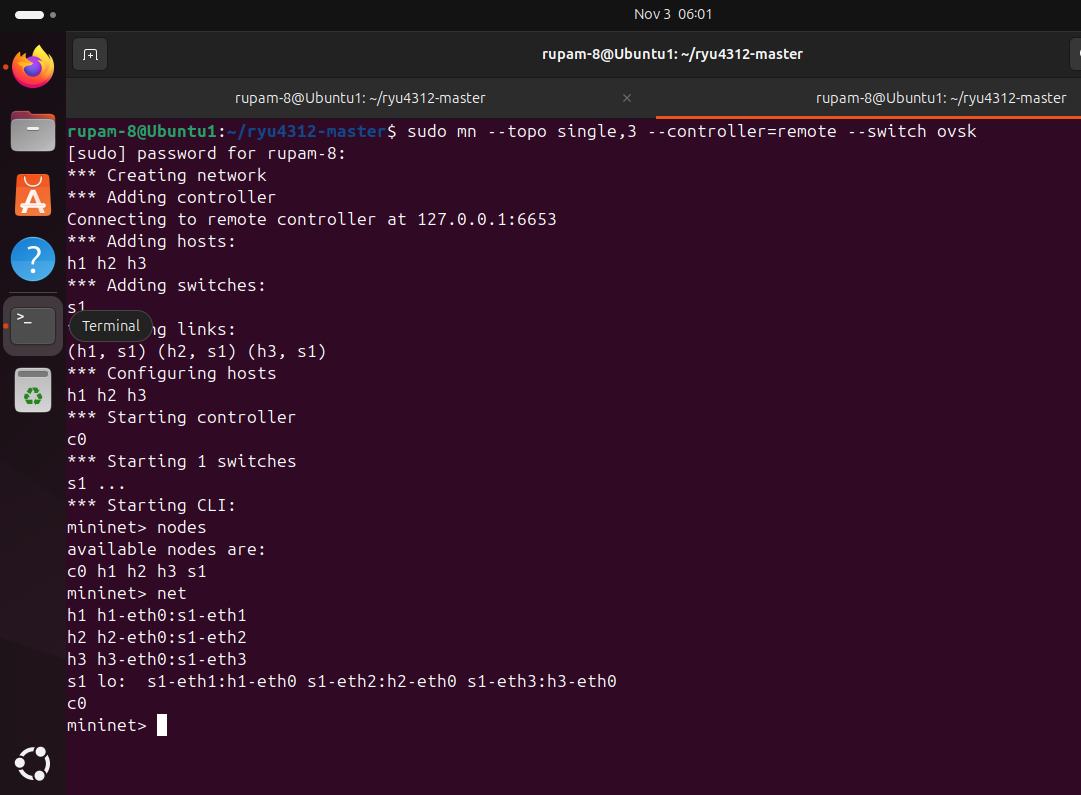 Nov 3 06:01
rupam-8@Ubuntu1: ~/ryu4312-master
rupam-8@Ubuntu1: ~/ryu4312-master × rupam-8@Ubuntu1: ~/ryu4312-master
rupam-8@Ubuntu1:~/ryu4312-master$ sudo mn --topo single,3 --controller=remote --switch ovsk
[sudo] password for rupam-8:
*** Creating network
*** Adding controller
Connecting to remote controller at 127.0.0.1:6653
*** Adding hosts:
h1 h2 h3
*** Adding switches:
s1
Terminal
links:
(h1, s1) (h2, s1) (h3, s1)
*** Configuring hosts
h1 h2 h3
*** Starting controller
c0
*** Starting 1 switches
s1 ...
*** Starting CLI:
mininet> nodes
available nodes are:
c0 h1 h2 h3 s1
mininet> net
h1 h1-eth0:s1-eth1
h2 h2-eth0:s1-eth2
h3 h3-eth0:s1-eth3
s1 lo:  s1-eth1:h1-eth0 s1-eth2:h2-eth0 s1-eth3:h3-eth0
c0
mininet>